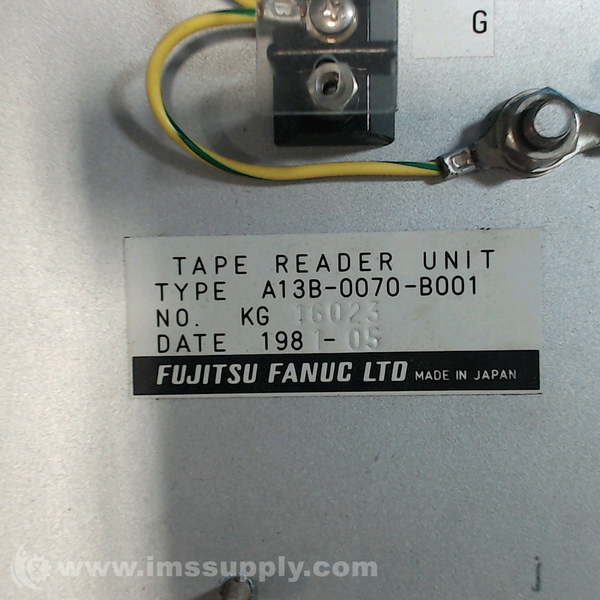 G
TAPE READER UNIT
TYPE A13B-0070-B001
NO. KG 16023
DATE 1981-05
FUJITSU FANUC LTD MADE IN JAPAN
www.imssupply.com